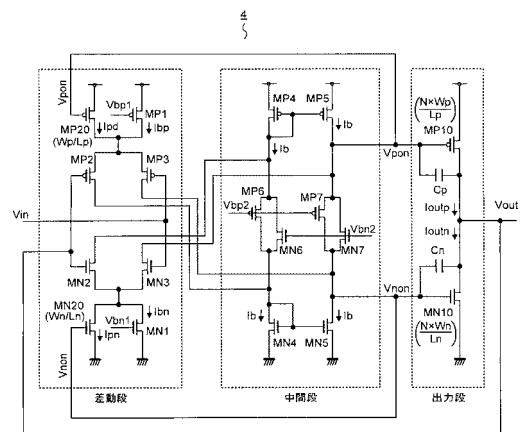 4
Vpon
Vbp1
MP1
MP20
(Wp/Lp)
Ipd
Ibp
MP2
MP3
Vin
MN2
MN3
MN20
(Wn/Ln)
Vbn1
Ibn
Ipn
MN1
Vnon
差動段
MP4
MP5
Ib
Ib
MP6
Vbp2
MP7
MN6
Vbn2
MN7
Ib
Ib
MN4
MN5
中間段
Vpon
Vnon
(N×Wp/Lp)
MP10
Cp
Ioutp
Ioutn
Vout
Cn
MN10
(N×Wn/Ln)
出力段